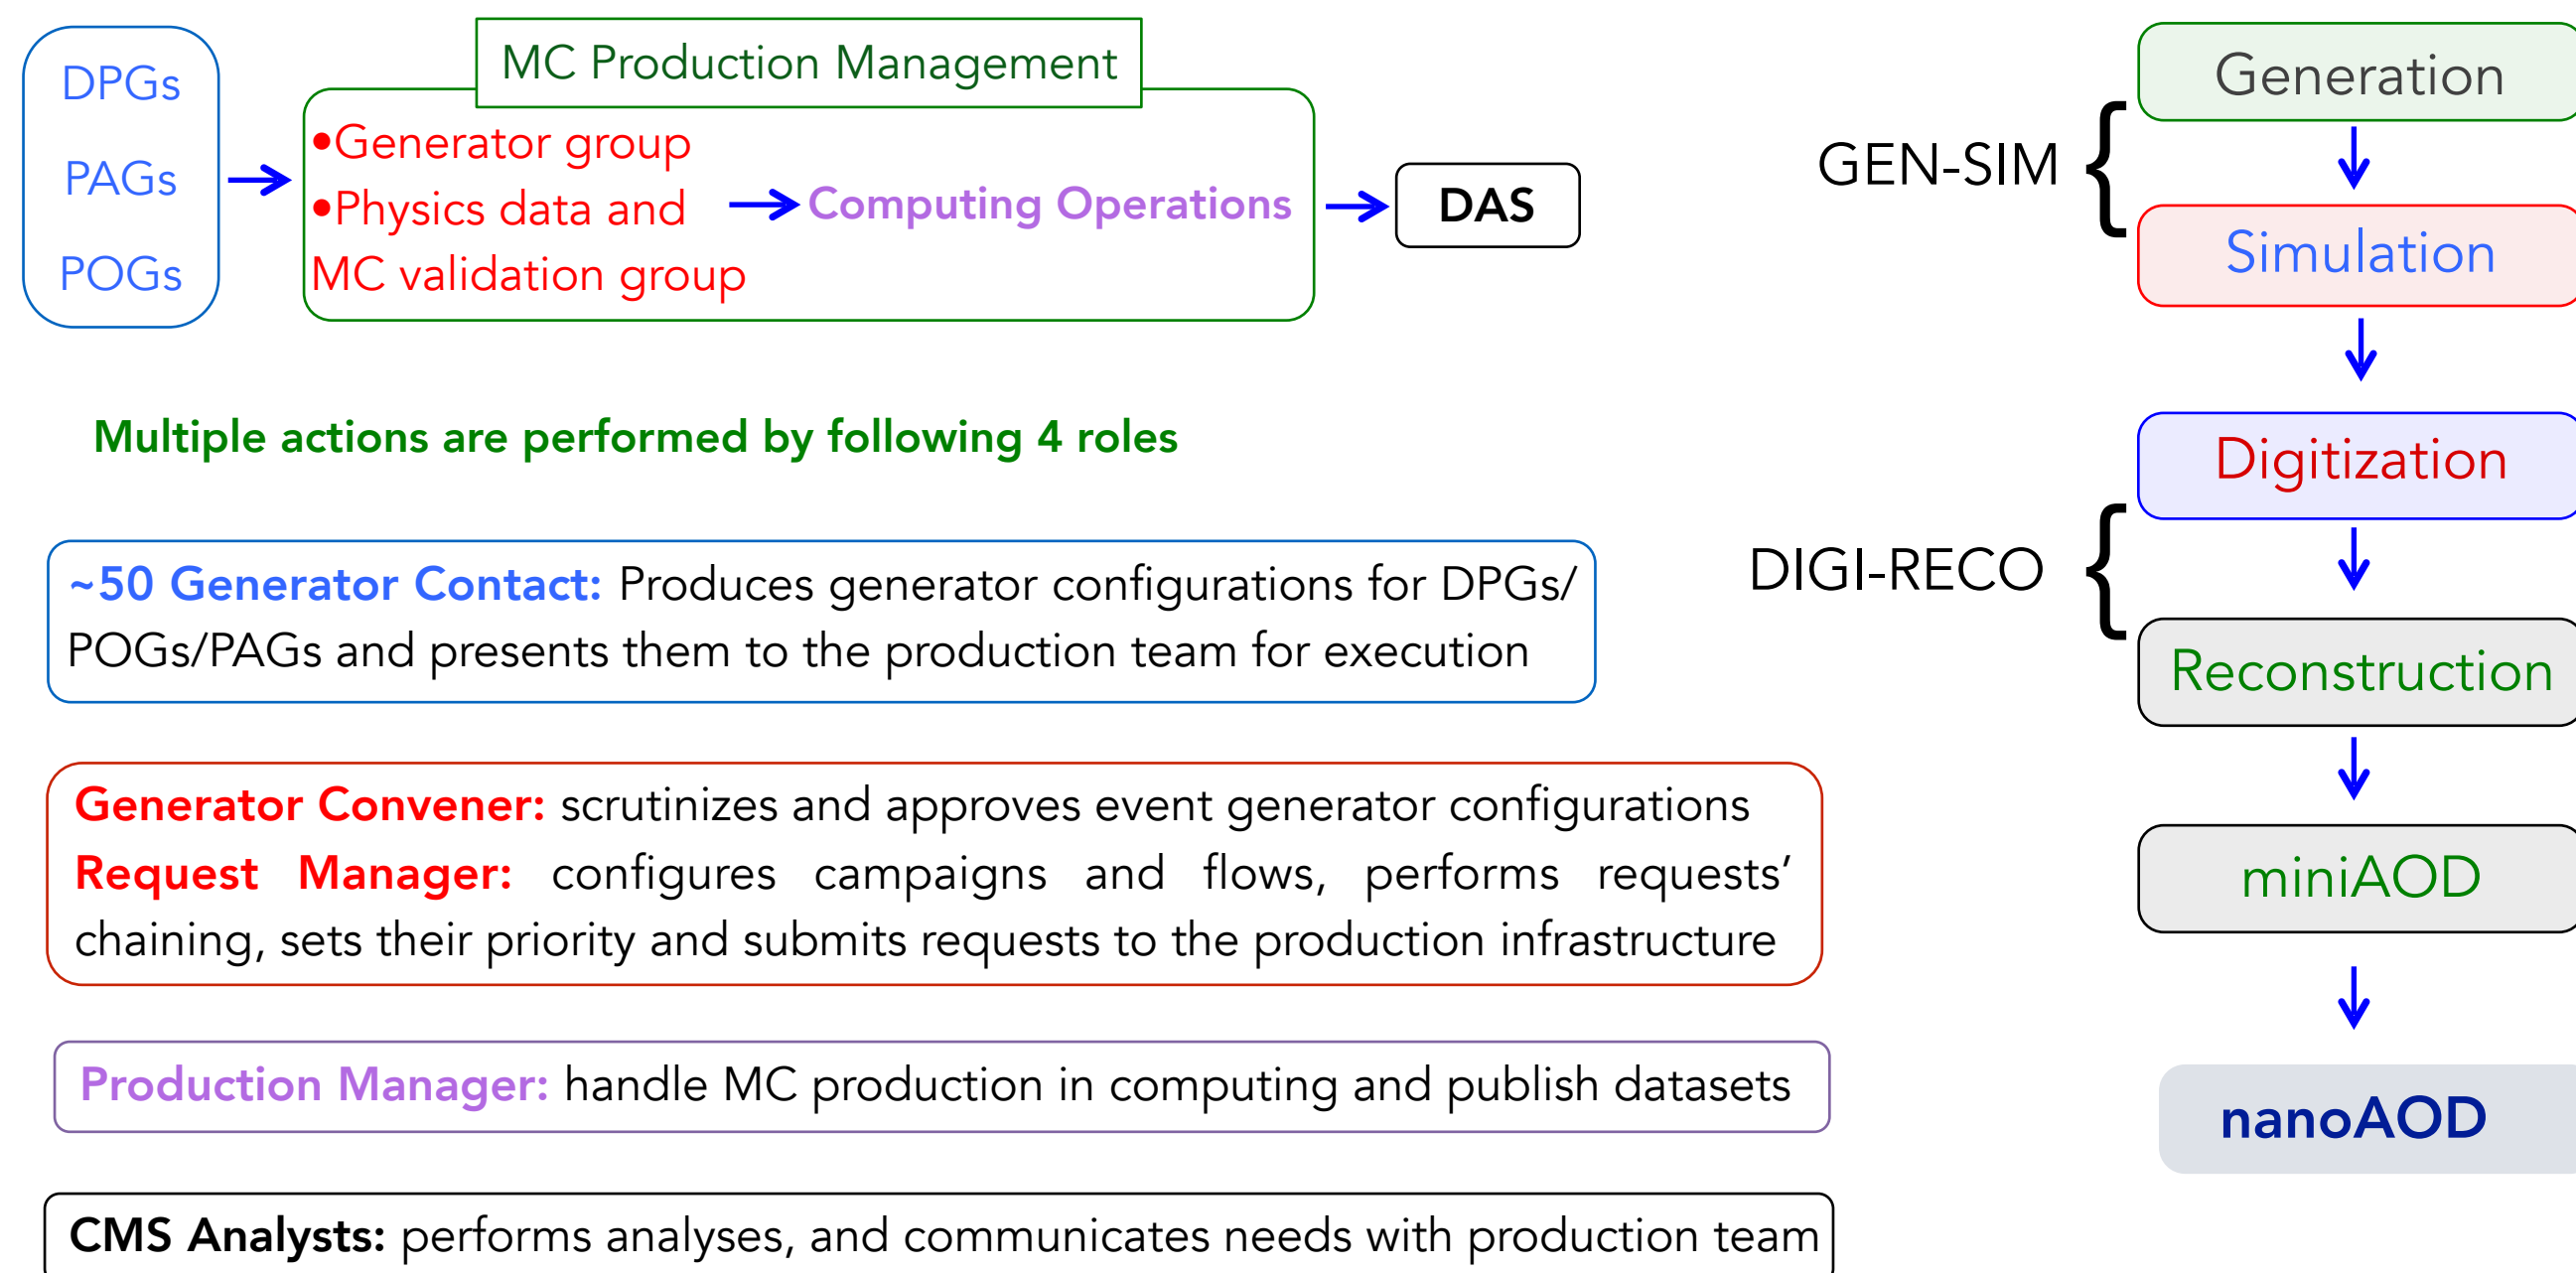 DPGs
PAGs
POGs
MC Production Management
•Generator group
•Physics data and
MC validation group
Computing Operations
DAS
Multiple actions are performed by following 4 roles
~50 Generator Contact: Produces generator configurations for DPGs/
POGs/PAGs and presents them to the production team for execution
Generator Convener: scrutinizes and approves event generator configurations
Request Manager: configures campaigns and flows, performs requests’
chaining, sets their priority and submits requests to the production infrastructure
Production Manager: handle MC production in computing and publish datasets
CMS Analysts: performs analyses, and communicates needs with production team
GEN-SIM {
Generation
Simulation
Digitization
DIGI-RECO {
Reconstruction
miniAOD
nanoAOD